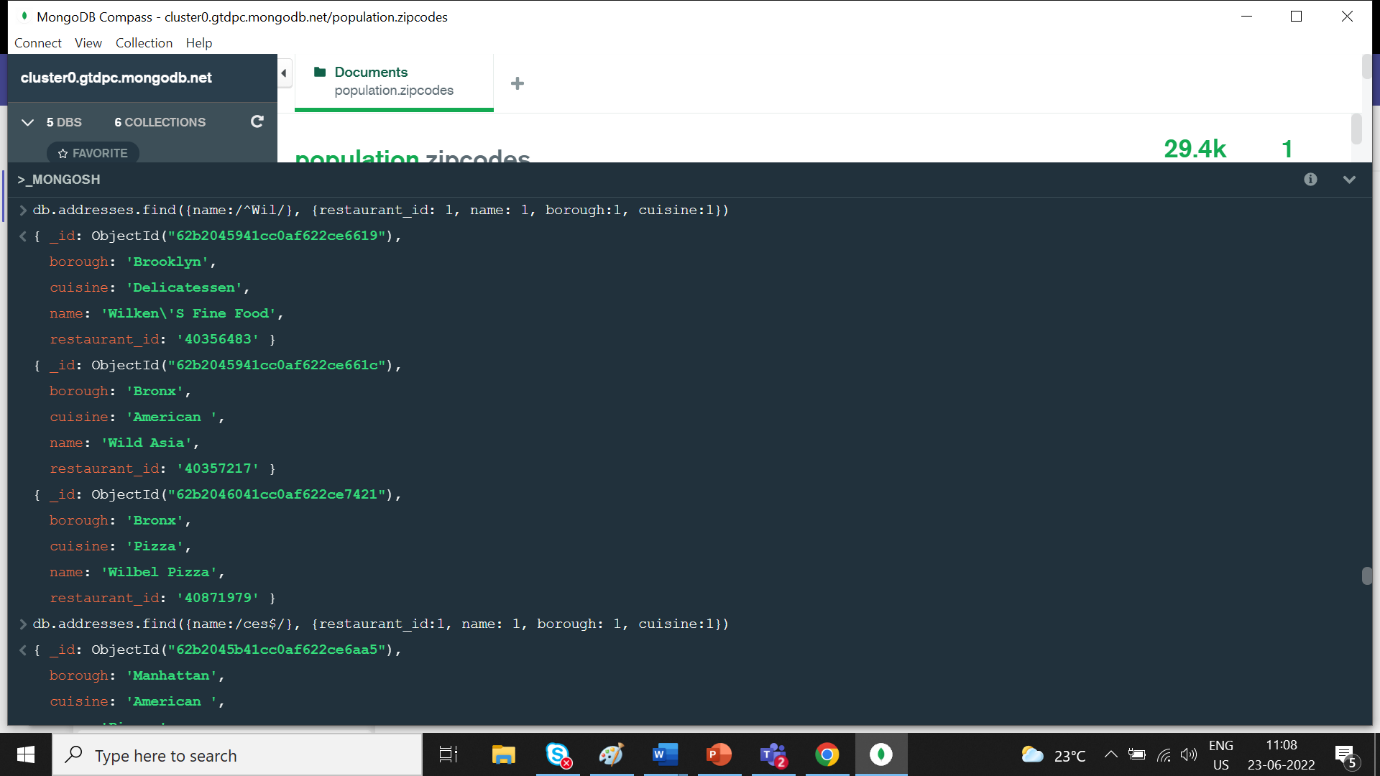 MongoDB Compass - cluster0.gtdpc.mongodb.net/population.zipcodes
Connect View Collection Help
cluster0.gtdpc.mongodb.net
Documents
population.zipcodes
5 DBS 6 COLLECTIONS
FAVORITE
population.zipcodes
29.4k 1
>_MONGOSH
db.addresses.find({name:/^Wil/}, {restaurant_id: 1, name: 1, borough:1, cuisine:1})
{ _id: ObjectId("62b2045941cc0af622ce6619"),
borough: 'Brooklyn',
cuisine: 'Delicatessen',
name: 'Wilken\'S Fine Food',
restaurant_id: '40356483' }
{ _id: ObjectId("62b2045941cc0af622ce661c"),
borough: 'Bronx',
cuisine: 'American ',
name: 'Wild Asia',
restaurant_id: '40357217' }
{ _id: ObjectId("62b2046041cc0af622ce7421"),
borough: 'Bronx',
cuisine: 'Pizza',
name: 'Wilbel Pizza',
restaurant_id: '40871979' }
db.addresses.find({name:/ces$/}, {restaurant_id:1, name: 1, borough: 1, cuisine:1})
{ _id: ObjectId("62b2045b41cc0af622ce6aa5"),
borough: 'Manhattan',
cuisine: 'American ',
Type here to search
23°C
ENG
US
11:08
23-06-2022
5
2